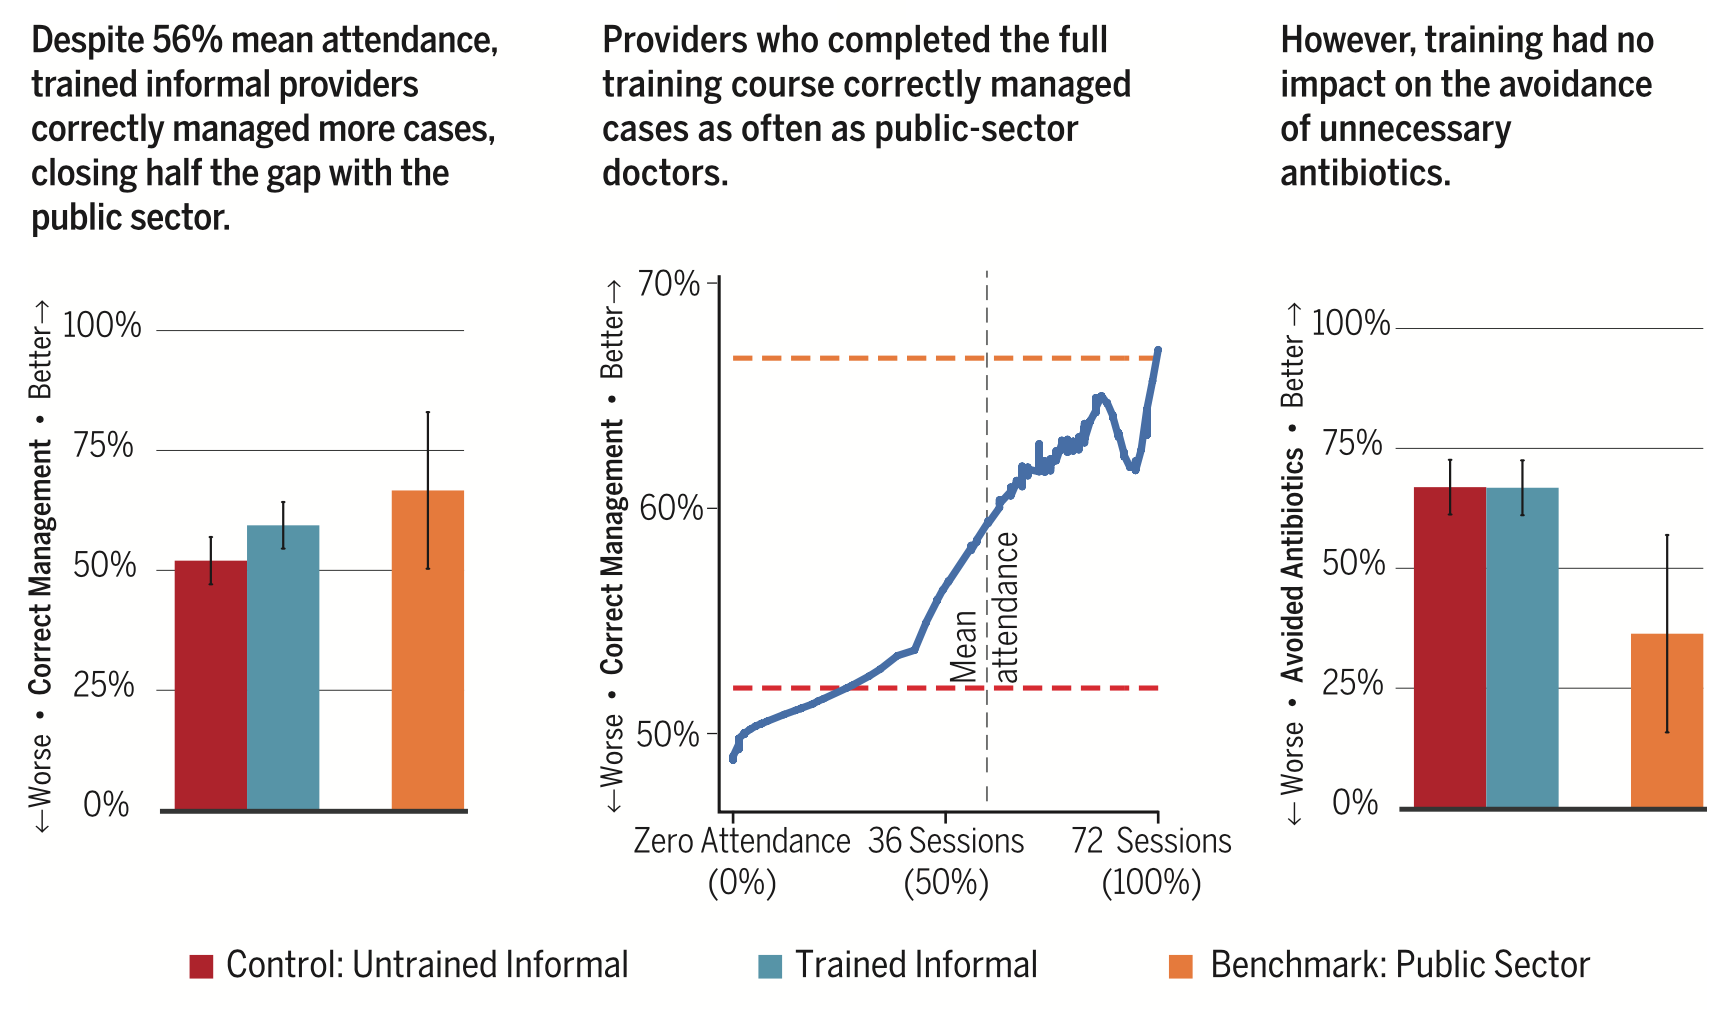 Despite 56% mean attendance,
trained informal providers
correctly managed more cases,
closing half the gap with the
public sector.
←Worse • Correct Management • Better→
100%
75%
50%
25%
0%
Providers who completed the full
training course correctly managed
cases as often as public-sector
doctors.
←Worse • Correct Management • Better→
70%
60%
50%
Mean
attendance
Zero Attendance
(0%)
36 Sessions
(50%)
72 Sessions
(100%)
However, training had no
impact on the avoidance
of unnecessary
antibiotics.
← Worse • Avoided Antibiotics • Better →
100%
75%
50%
25%
0%
Control: Untrained Informal
Trained Informal
Benchmark: Public Sector